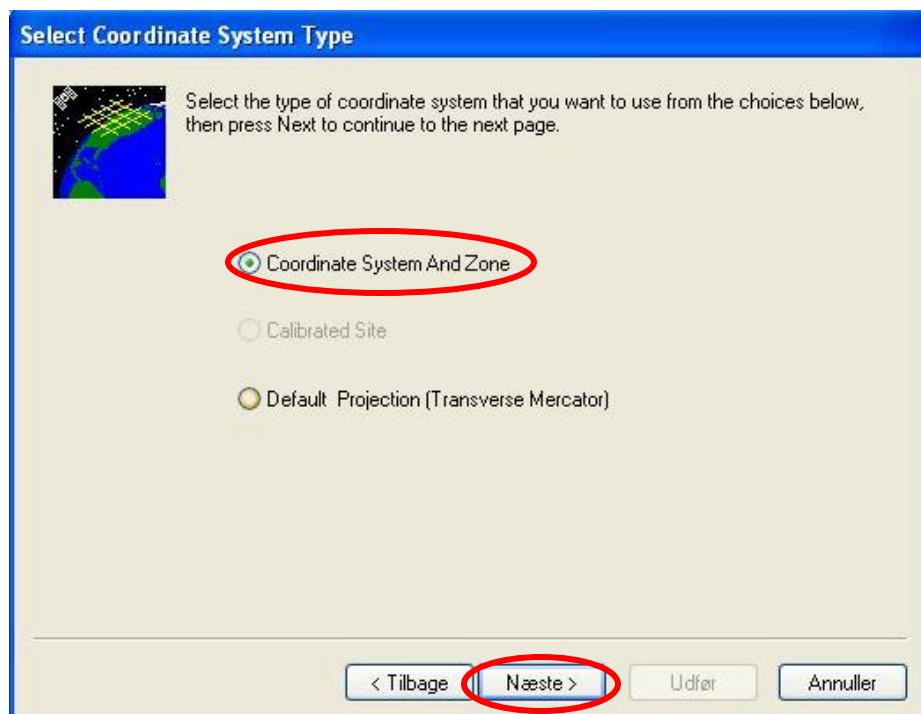 Select Coordinate System Type
Select the type of coordinate system that you want to use from the choices below,
then press Next to continue to the next page.
Coordinate System And Zone
Calibrated Site
Default Projection (Transverse Mercator)
< Tilbage
Næste >
Udfør
Annuller